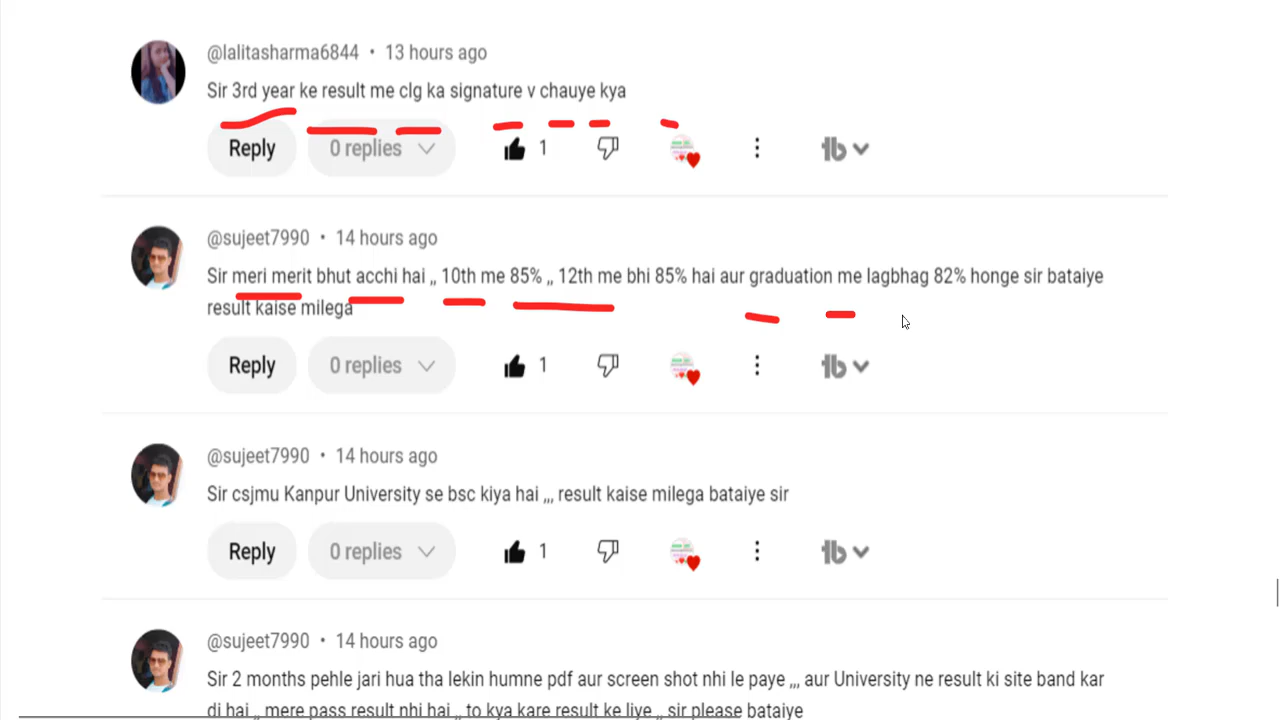 @lalitasharma6844 • 13 hours ago
Sir 3rd year ke result me clg ka signature v chauye kya
Reply 0 replies 1
@sujeet7990 • 14 hours ago
Sir meri merit bhut acchi hai ,, 10th me 85% ,, 12th me bhi 85% hai aur graduation me lagbhag 82% honge sir bataiye
result kaise milega
Reply 0 replies 1
@sujeet7990 • 14 hours ago
Sir csjmu Kanpur University se bsc kiya hai ,,, result kaise milega bataiye sir
Reply 0 replies 1
@sujeet7990 • 14 hours ago
Sir 2 months pehle jari hua tha lekin humne pdf aur screen shot nhi le paye ,,, aur University ne result ki site band kar
di hai ,, mere pass result nhi hai ,, to kya kare result ke liye ,, sir please bataiye